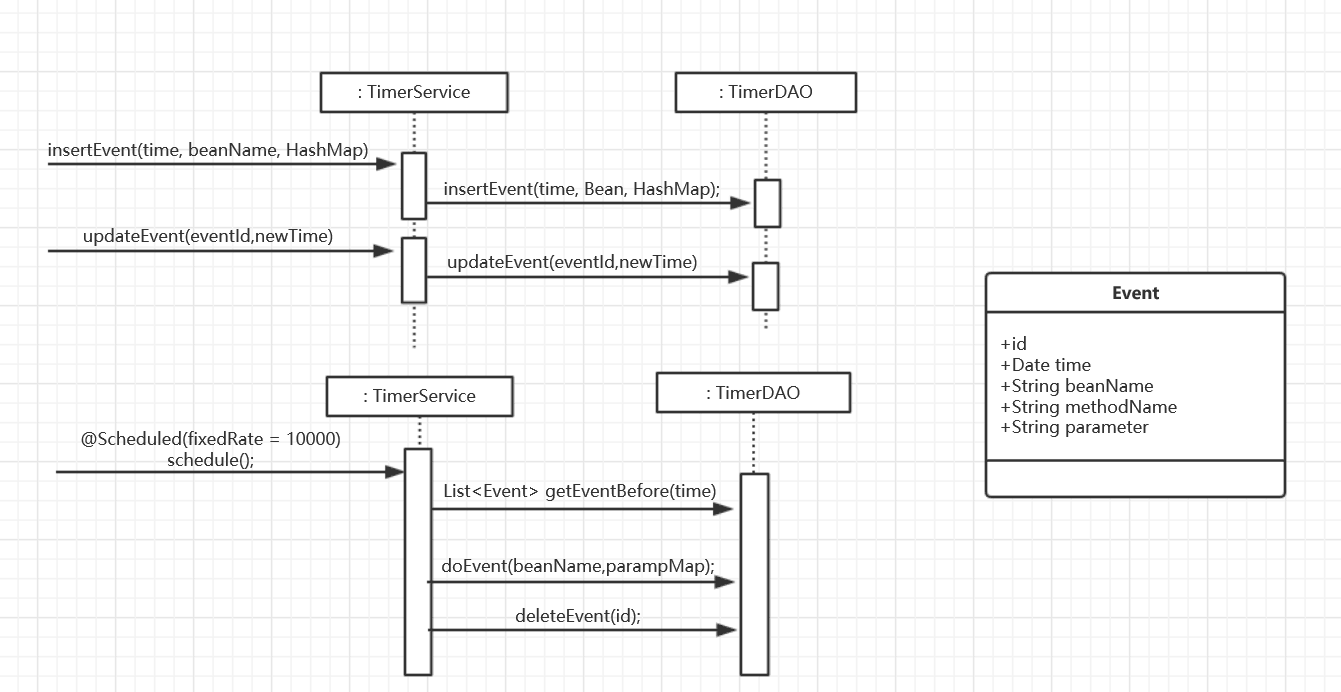 : TimerService
: TimerDAO
insertEvent(time, beanName, HashMap)
insertEvent(time, Bean, HashMap);
updateEvent(eventId,newTime)
updateEvent(eventId,newTime)
: TimerService
: TimerDAO
@Scheduled(fixedRate = 10000)
schedule();
List<Event> getEventBefore(time)
doEvent(beanName,parampMap);
deleteEvent(id);
Event
+id
+Date time
+String beanName
+String methodName
+String parameter